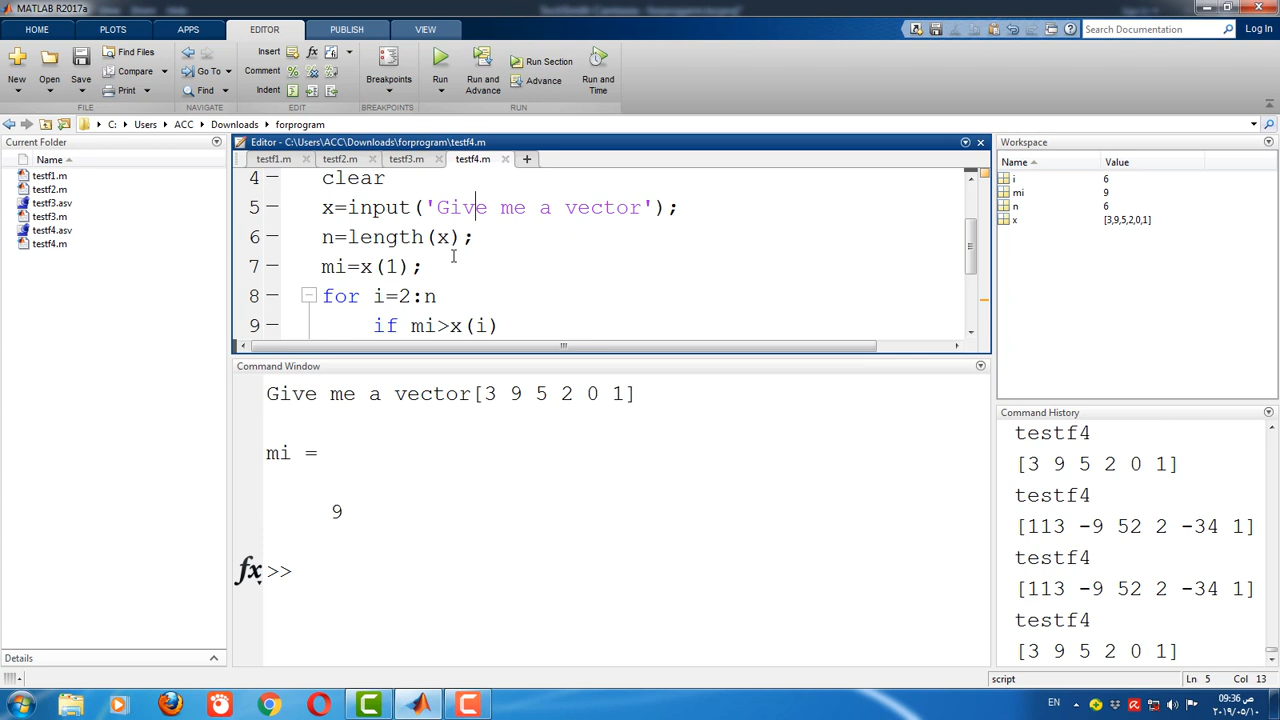 MATLAB R2017a
HOME PLOTS APPS EDITOR PUBLISH VIEW Search Documentation Log In
New Open Save Find Files Compare Print Go To Find Insert Comment Indent fx Breakpoints Run Run and Advance Run Section Advance Run and Time
FILE NAVIGATE EDIT BREAKPOINTS RUN
C: Users ACC Downloads forprogram
Current Folder
Name
testf1.m
testf2.m
testf3.asv
testf3.m
testf4.asv
testf4.m
Details
Editor - C:\Users\ACC\Downloads\forprogram\testf4.m
testf1.m testf2.m testf3.m testf4.m
4 clear
5 x=input('Give me a vector');
6 n=length(x);
7 mi=x(1);
8 for i=2:n
9 if mi>x(i)
Command Window
Give me a vector[3 9 5 2 0 1]
mi =
9
fx >>
Workspace
Name Value
i 6
mi 9
n 6
x [3,9,5,2,0,1]
Command History
testf4
[3 9 5 2 0 1]
testf4
[113 -9 52 2 -34 1]
testf4
[113 -9 52 2 -34 1]
testf4
[3 9 5 2 0 1]
script Ln 5 Col 13
EN 09:36 ص
٢٠١٩/٠٥/١٠